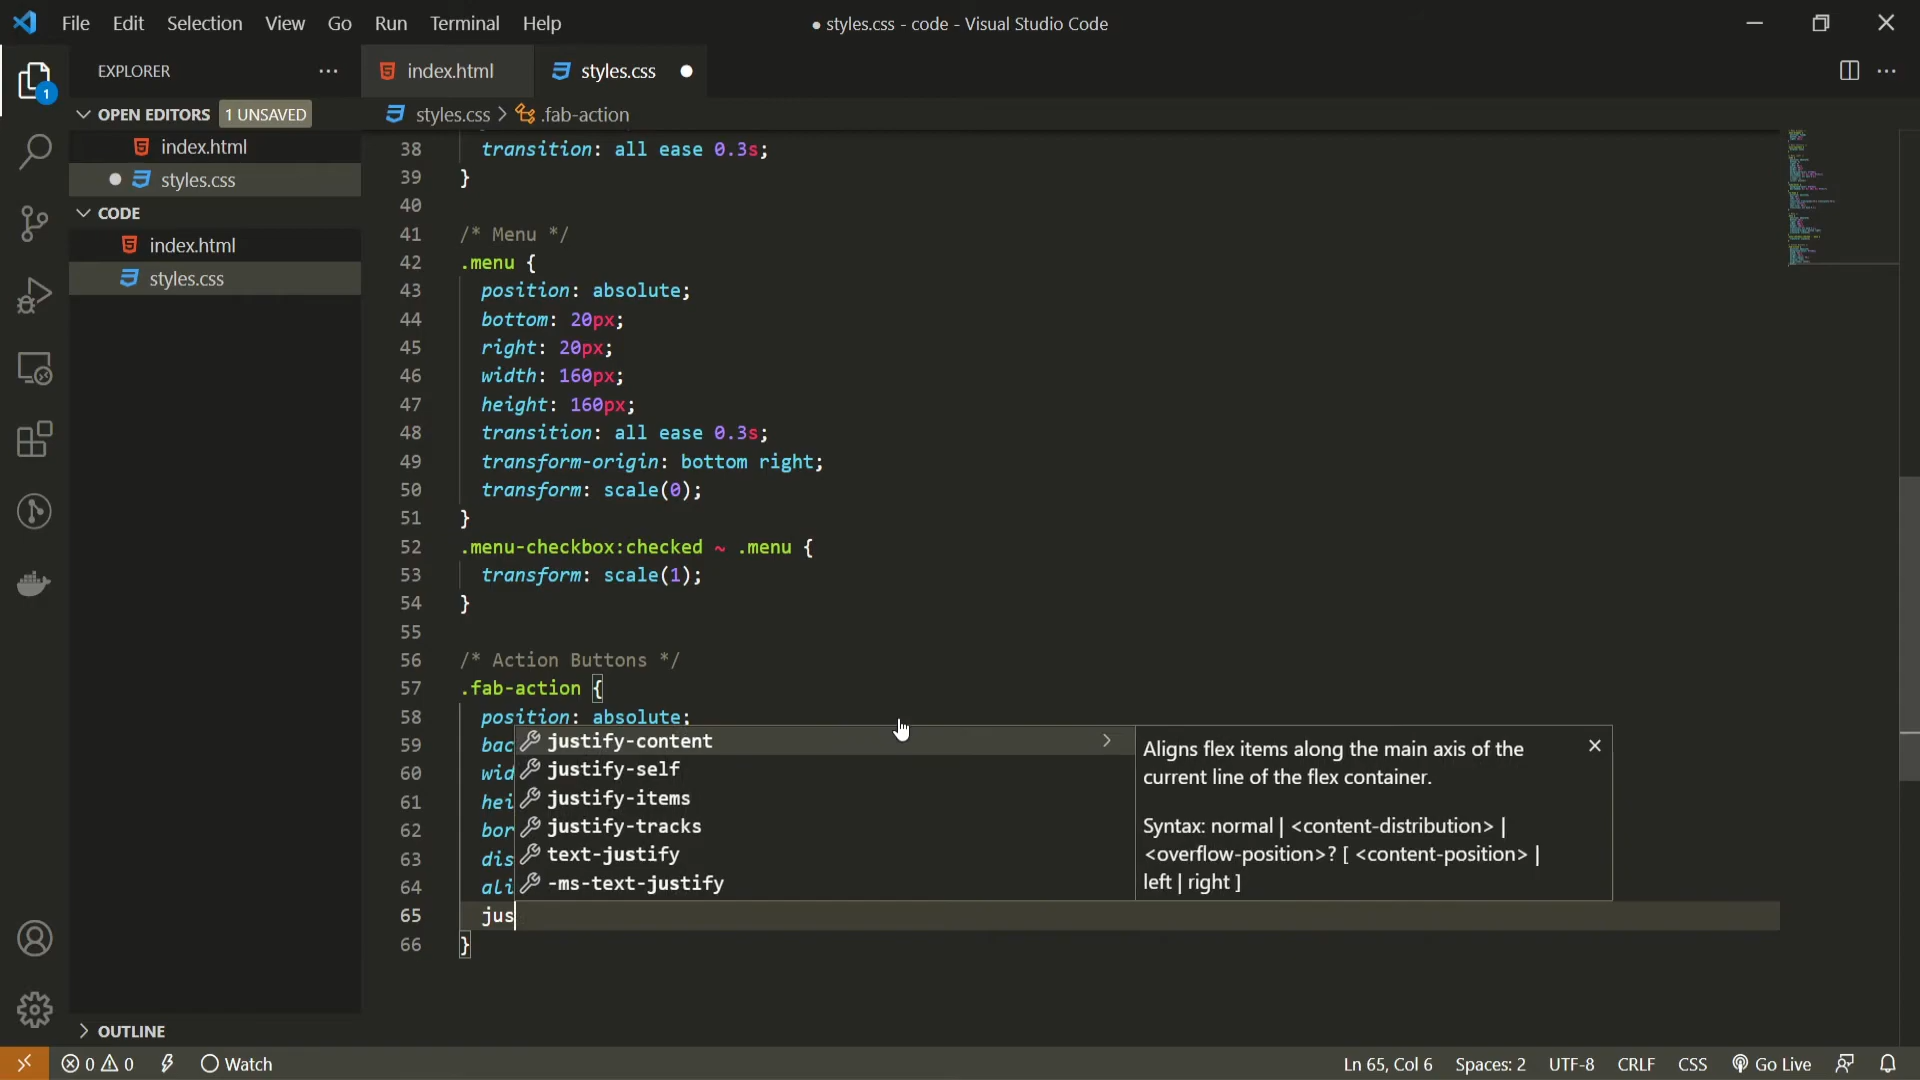 File Edit Selection View Go Run Terminal Help
● styles.css - code - Visual Studio Code
EXPLORER
index.html
styles.css
OPEN EDITORS
1 UNSAVED
styles.css > .fab-action
index.html
styles.css
CODE
index.html
styles.css
OUTLINE
1
38 transition: all ease 0.3s;
39 }
40
41 /* Menu */
42 .menu {
43 position: absolute;
44 bottom: 20px;
45 right: 20px;
46 width: 160px;
47 height: 160px;
48 transition: all ease 0.3s;
49 transform-origin: bottom right;
50 transform: scale(0);
51 }
52 .menu-checkbox:checked ~ .menu {
53 transform: scale(1);
54 }
55
56 /* Action Buttons */
57 .fab-action {
58 position: absolute;
59 bac
60 wid
61 hei
62 bor
63 dis
64 ali
65 jus
66 }
justify-content
justify-self
justify-items
justify-tracks
text-justify
-ms-text-justify
Aligns flex items along the main axis of the
current line of the flex container.
Syntax: normal | <content-distribution> |
<overflow-position>? [ <content-position> |
left | right ]
0 0 Watch
Ln 65, Col 6 Spaces: 2 UTF-8 CRLF CSS Go Live